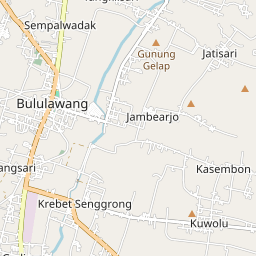 Sempalwadak
Gunung
Gelap
Jatisari
Bululawang
Jambearjo
Kasembon
Krebet Senggrong
Kuwolu